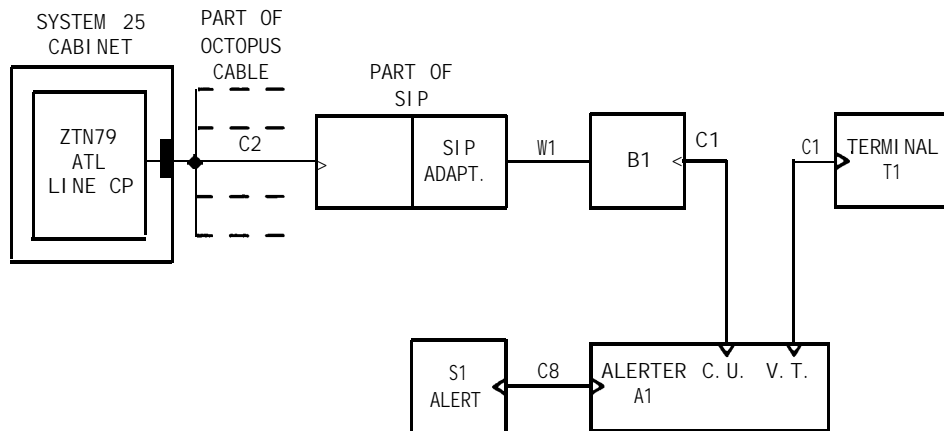 SYSTEM 25
CABINET
PART OF
OCTOPUS
CABLE
PART OF
SIP
ZTN79
ATL
LINE CP
C2
SIP
ADAPT.
W1
B1
C1
C1
TERMINAL
T1
S1
ALERT
C8
ALERTER C.U. V.T.
A1